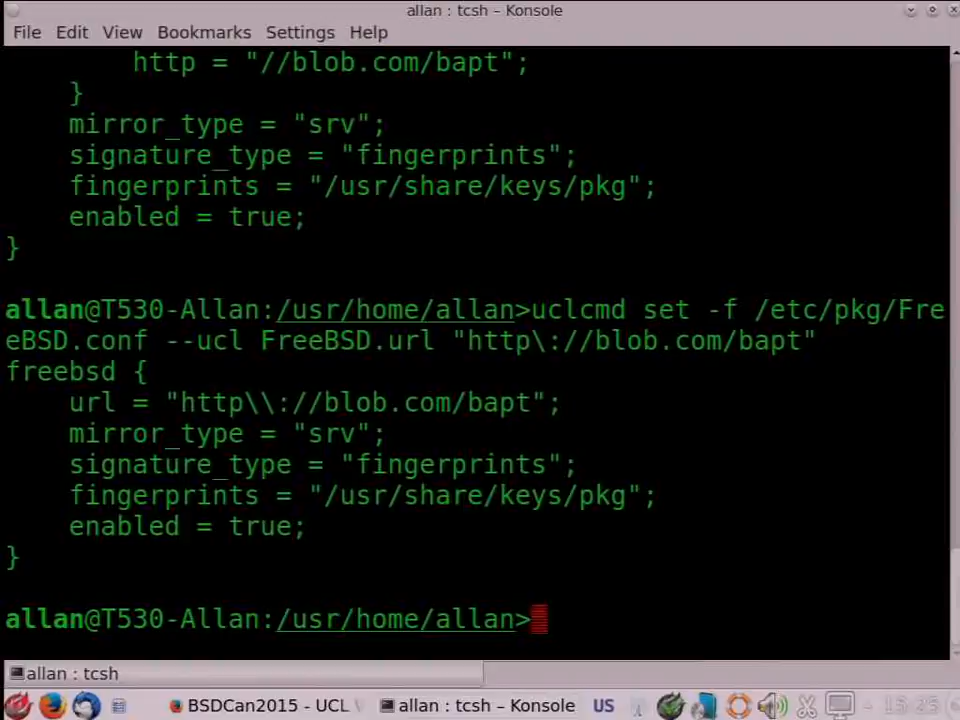 allan : tcsh – Konsole
File Edit View Bookmarks Settings Help
http = "//blob.com/bapt";
}
mirror_type = "srv";
signature_type = "fingerprints";
fingerprints = "/usr/share/keys/pkg";
enabled = true;
}
allan@T530-Allan:/usr/home/allan>uclcmd set -f /etc/pkg/Fre
eBSD.conf --ucl FreeBSD.url "http\://blob.com/bapt"
freebsd {
url = "http\\://blob.com/bapt";
mirror_type = "srv";
signature_type = "fingerprints";
fingerprints = "/usr/share/keys/pkg";
enabled = true;
}
allan@T530-Allan:/usr/home/allan>
allan : tcsh
BSDCan2015 - UCL allan : tcsh – Konsole US 15:25